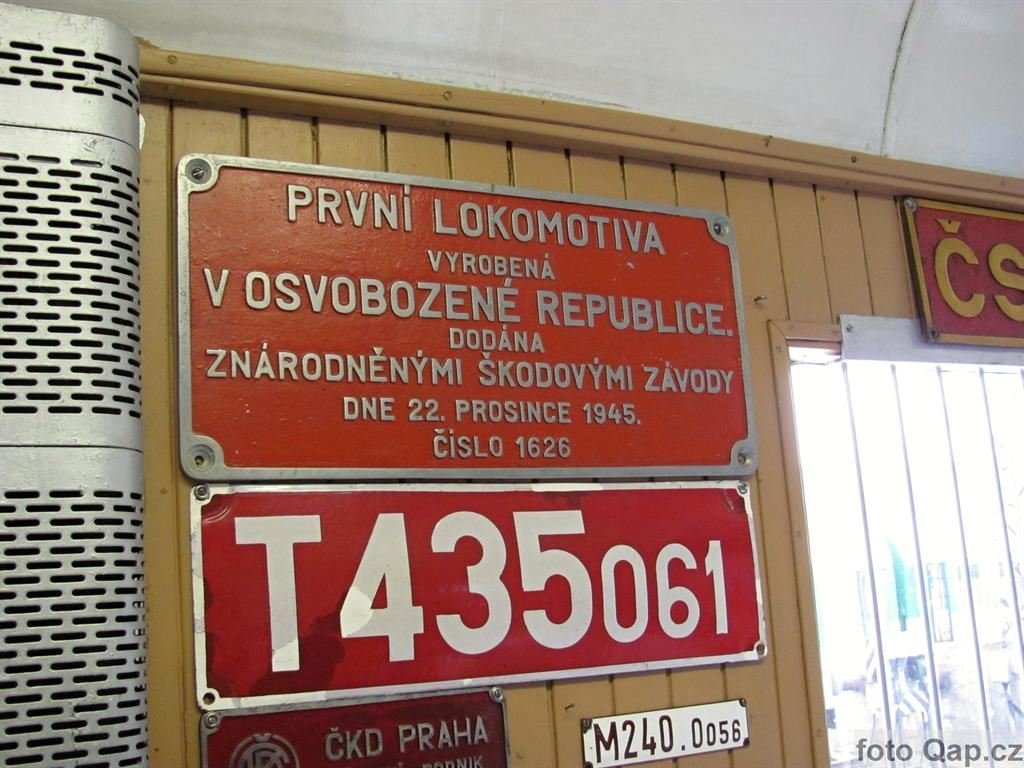 PRVNÍ LOKOMOTIVA
VYROBENÁ
V OSVOBOZENÉ REPUBLICE.
DODÁNA
ZNÁRODNĚNÝMI ŠKODOVÝMI ZÁVODY
DNE 22. PROSINCE 1945.
ČÍSLO 1626
ČS
T435061
ČKD PRAHA
M240.0056
foto Qap.cz